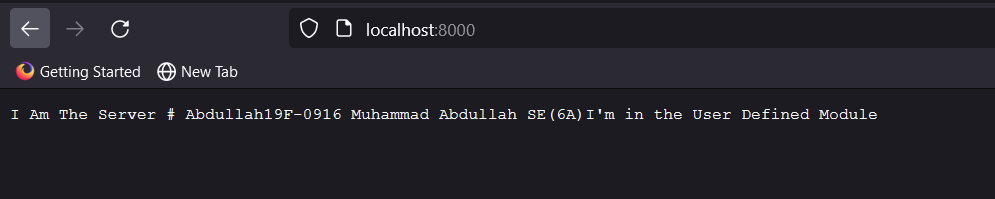 localhost:8000
Getting Started New Tab
I Am The Server # Abdullah19F-0916 Muhammad Abdullah SE(6A)I'm in the User Defined Module